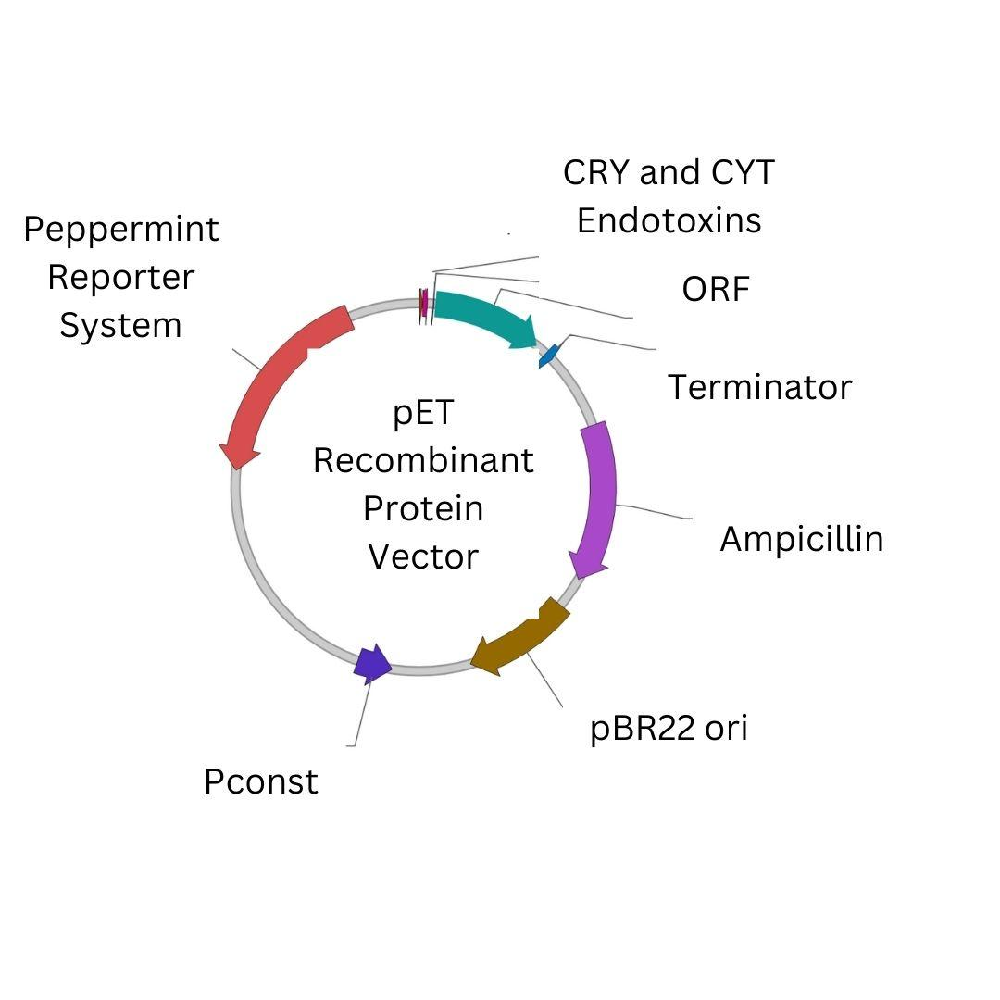 CRY and CYT
Endotoxins
Peppermint
Reporter
System
ORF
Terminator
pET
Recombinant
Protein
Vector
Ampicillin
pBR22 ori
Pconst